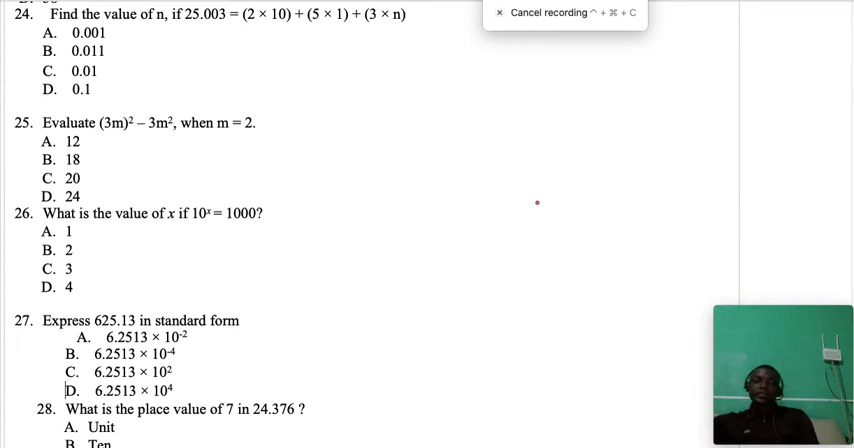 24. Find the value of n, if 25.003 = (2 × 10) + (5 × 1) + (3 × n)
× Cancel recording ^ + ⌘ + C
A. 0.001
B. 0.011
C. 0.01
D. 0.1
25. Evaluate (3m)² – 3m², when m = 2.
A. 12
B. 18
C. 20
D. 24
26. What is the value of x if 10ˣ = 1000?
A. 1
B. 2
C. 3
D. 4
27. Express 625.13 in standard form
A. 6.2513 × 10⁻²
B. 6.2513 × 10⁻⁴
C. 6.2513 × 10²
D. 6.2513 × 10⁴
28. What is the place value of 7 in 24.376 ?
A. Unit
B. Ten